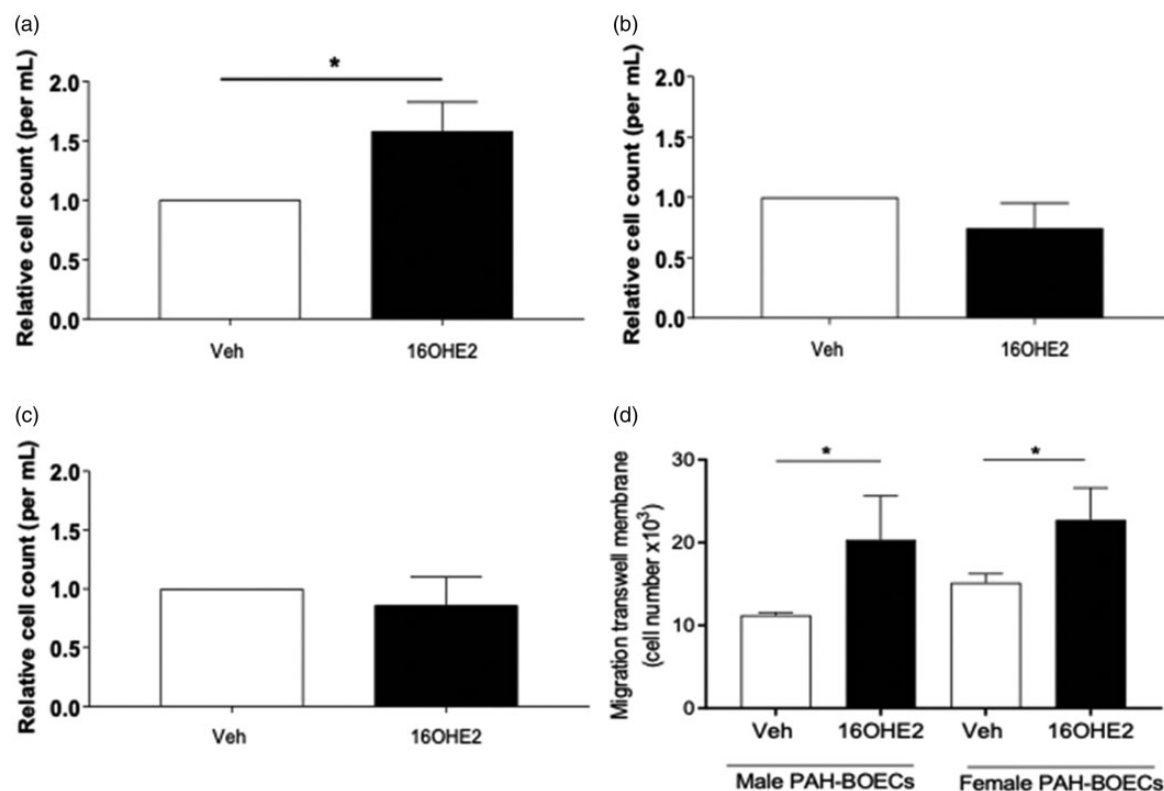 (a)
Relative cell count (per mL)
2.0
1.5
1.0
0.5
0.0
*
Veh
16OHE2
(b)
Relative cell count (per mL)
2.0
1.5
1.0
0.5
0.0
Veh
16OHE2
(c)
Relative cell count (per mL)
2.0
1.5
1.0
0.5
0.0
Veh
16OHE2
(d)
Migration transwell membrane
(cell number x10³)
30
20
10
0
*
*
Veh
16OHE2
Veh
16OHE2
Male PAH-BOECs
Female PAH-BOECs